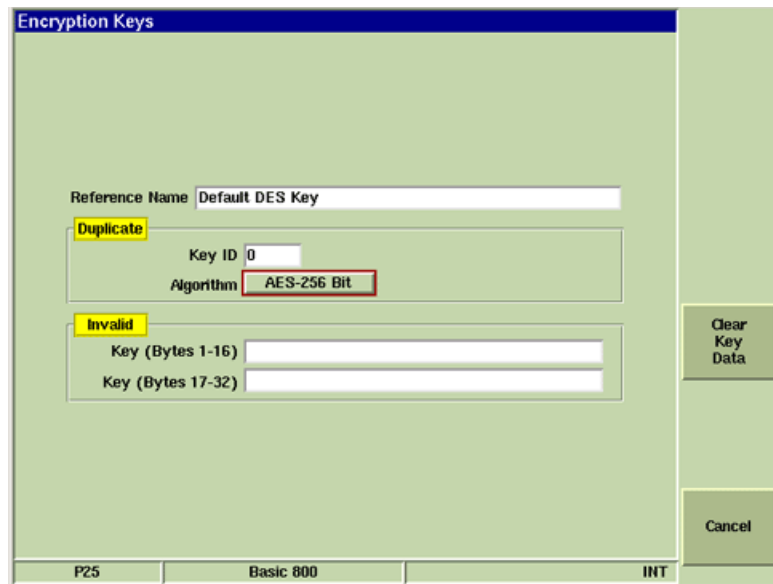 Encryption Keys
Reference Name Default DES Key
Duplicate
Key ID 0
Algorithm AES-256 Bit
Invalid
Key (Bytes 1-16)
Key (Bytes 17-32)
Clear
Key
Data
Cancel
P25 Basic 800 INT